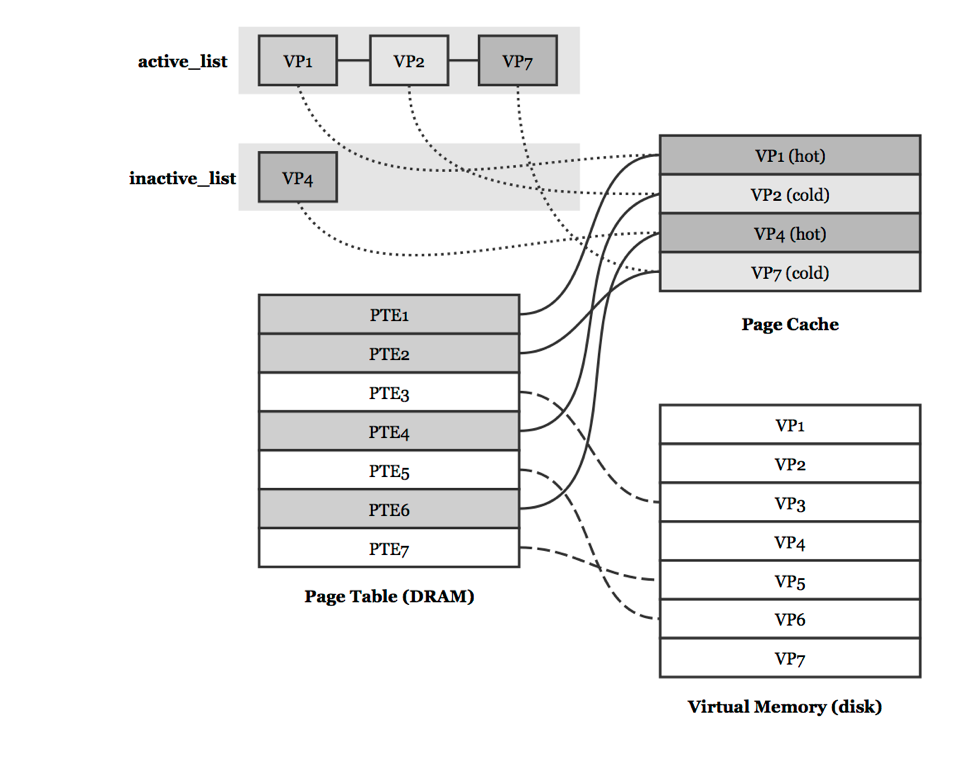 active_list
VP1
VP2
VP7
inactive_list
VP4
VP1 (hot)
VP2 (cold)
VP4 (hot)
VP7 (cold)
Page Cache
PTE1
PTE2
PTE3
PTE4
PTE5
PTE6
PTE7
Page Table (DRAM)
VP1
VP2
VP3
VP4
VP5
VP6
VP7
Virtual Memory (disk)